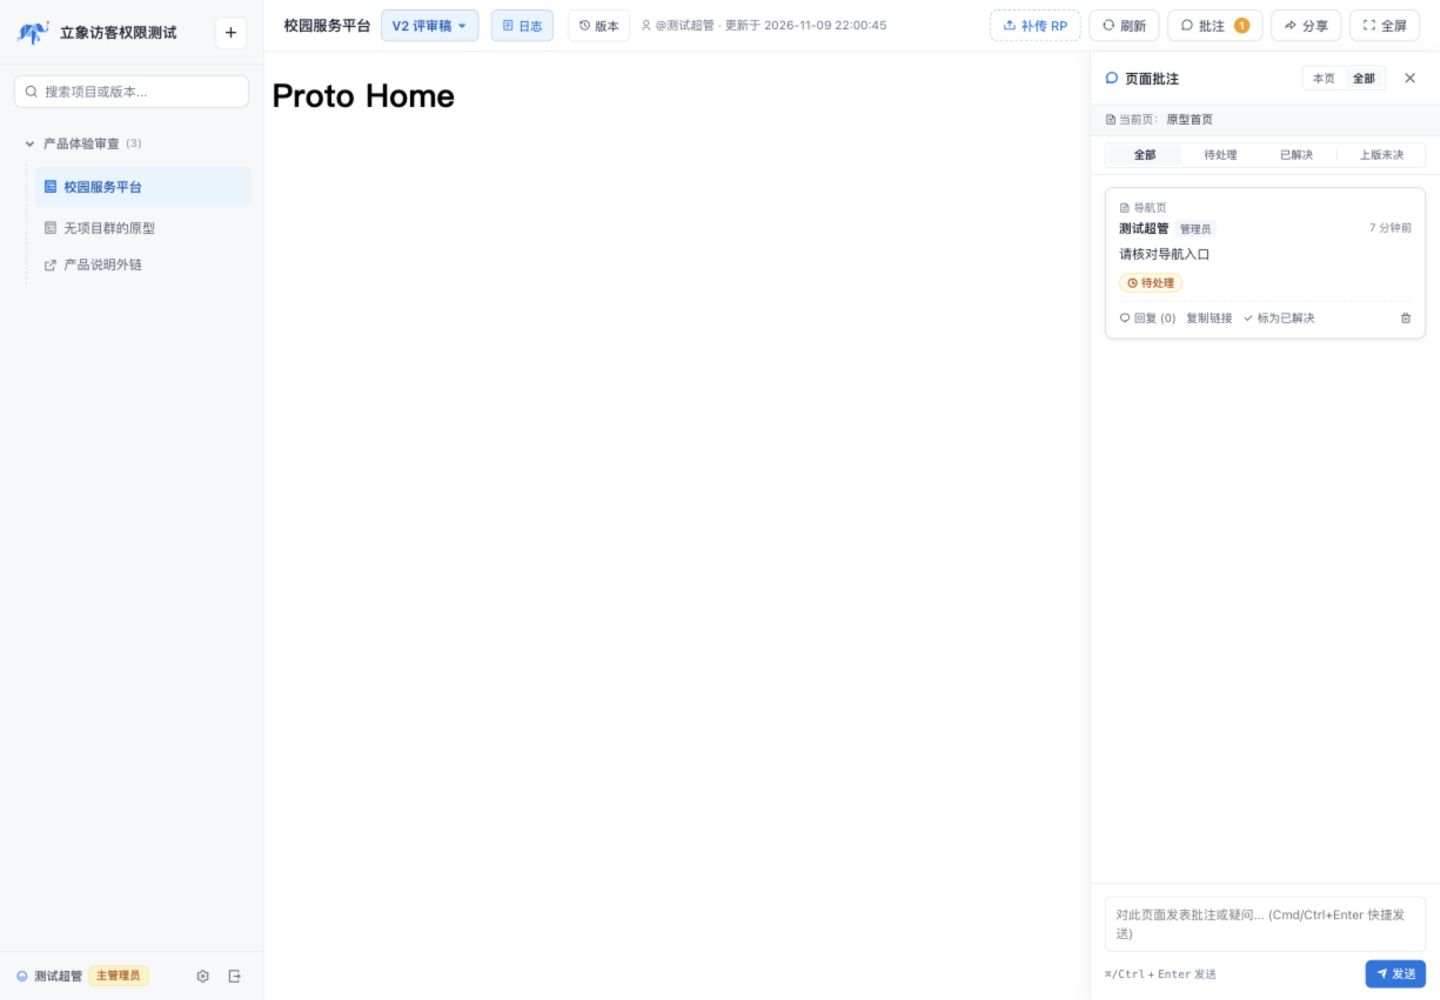 立象访客权限测试
+
搜索项目或版本...
产品体验审查 (3)
校园服务平台
无项目群的原型
产品说明外链
测试超管 主管理员
校园服务平台 V2 评审稿 日志 版本 @测试超管 · 更新于 2026-11-09 22:00:45 补传 RP 刷新 批注 1 分享 全屏
Proto Home
页面批注 本页 全部
当前页: 原型首页
全部 待处理 已解决 上版未决
导航页
测试超管 管理员 7 分钟前
请核对导航入口
待处理
回复 (0) 复制链接 标为已解决
对此页面发表批注或疑问... (Cmd/Ctrl+Enter 快捷发
送)
⌘/Ctrl + Enter 发送 发送